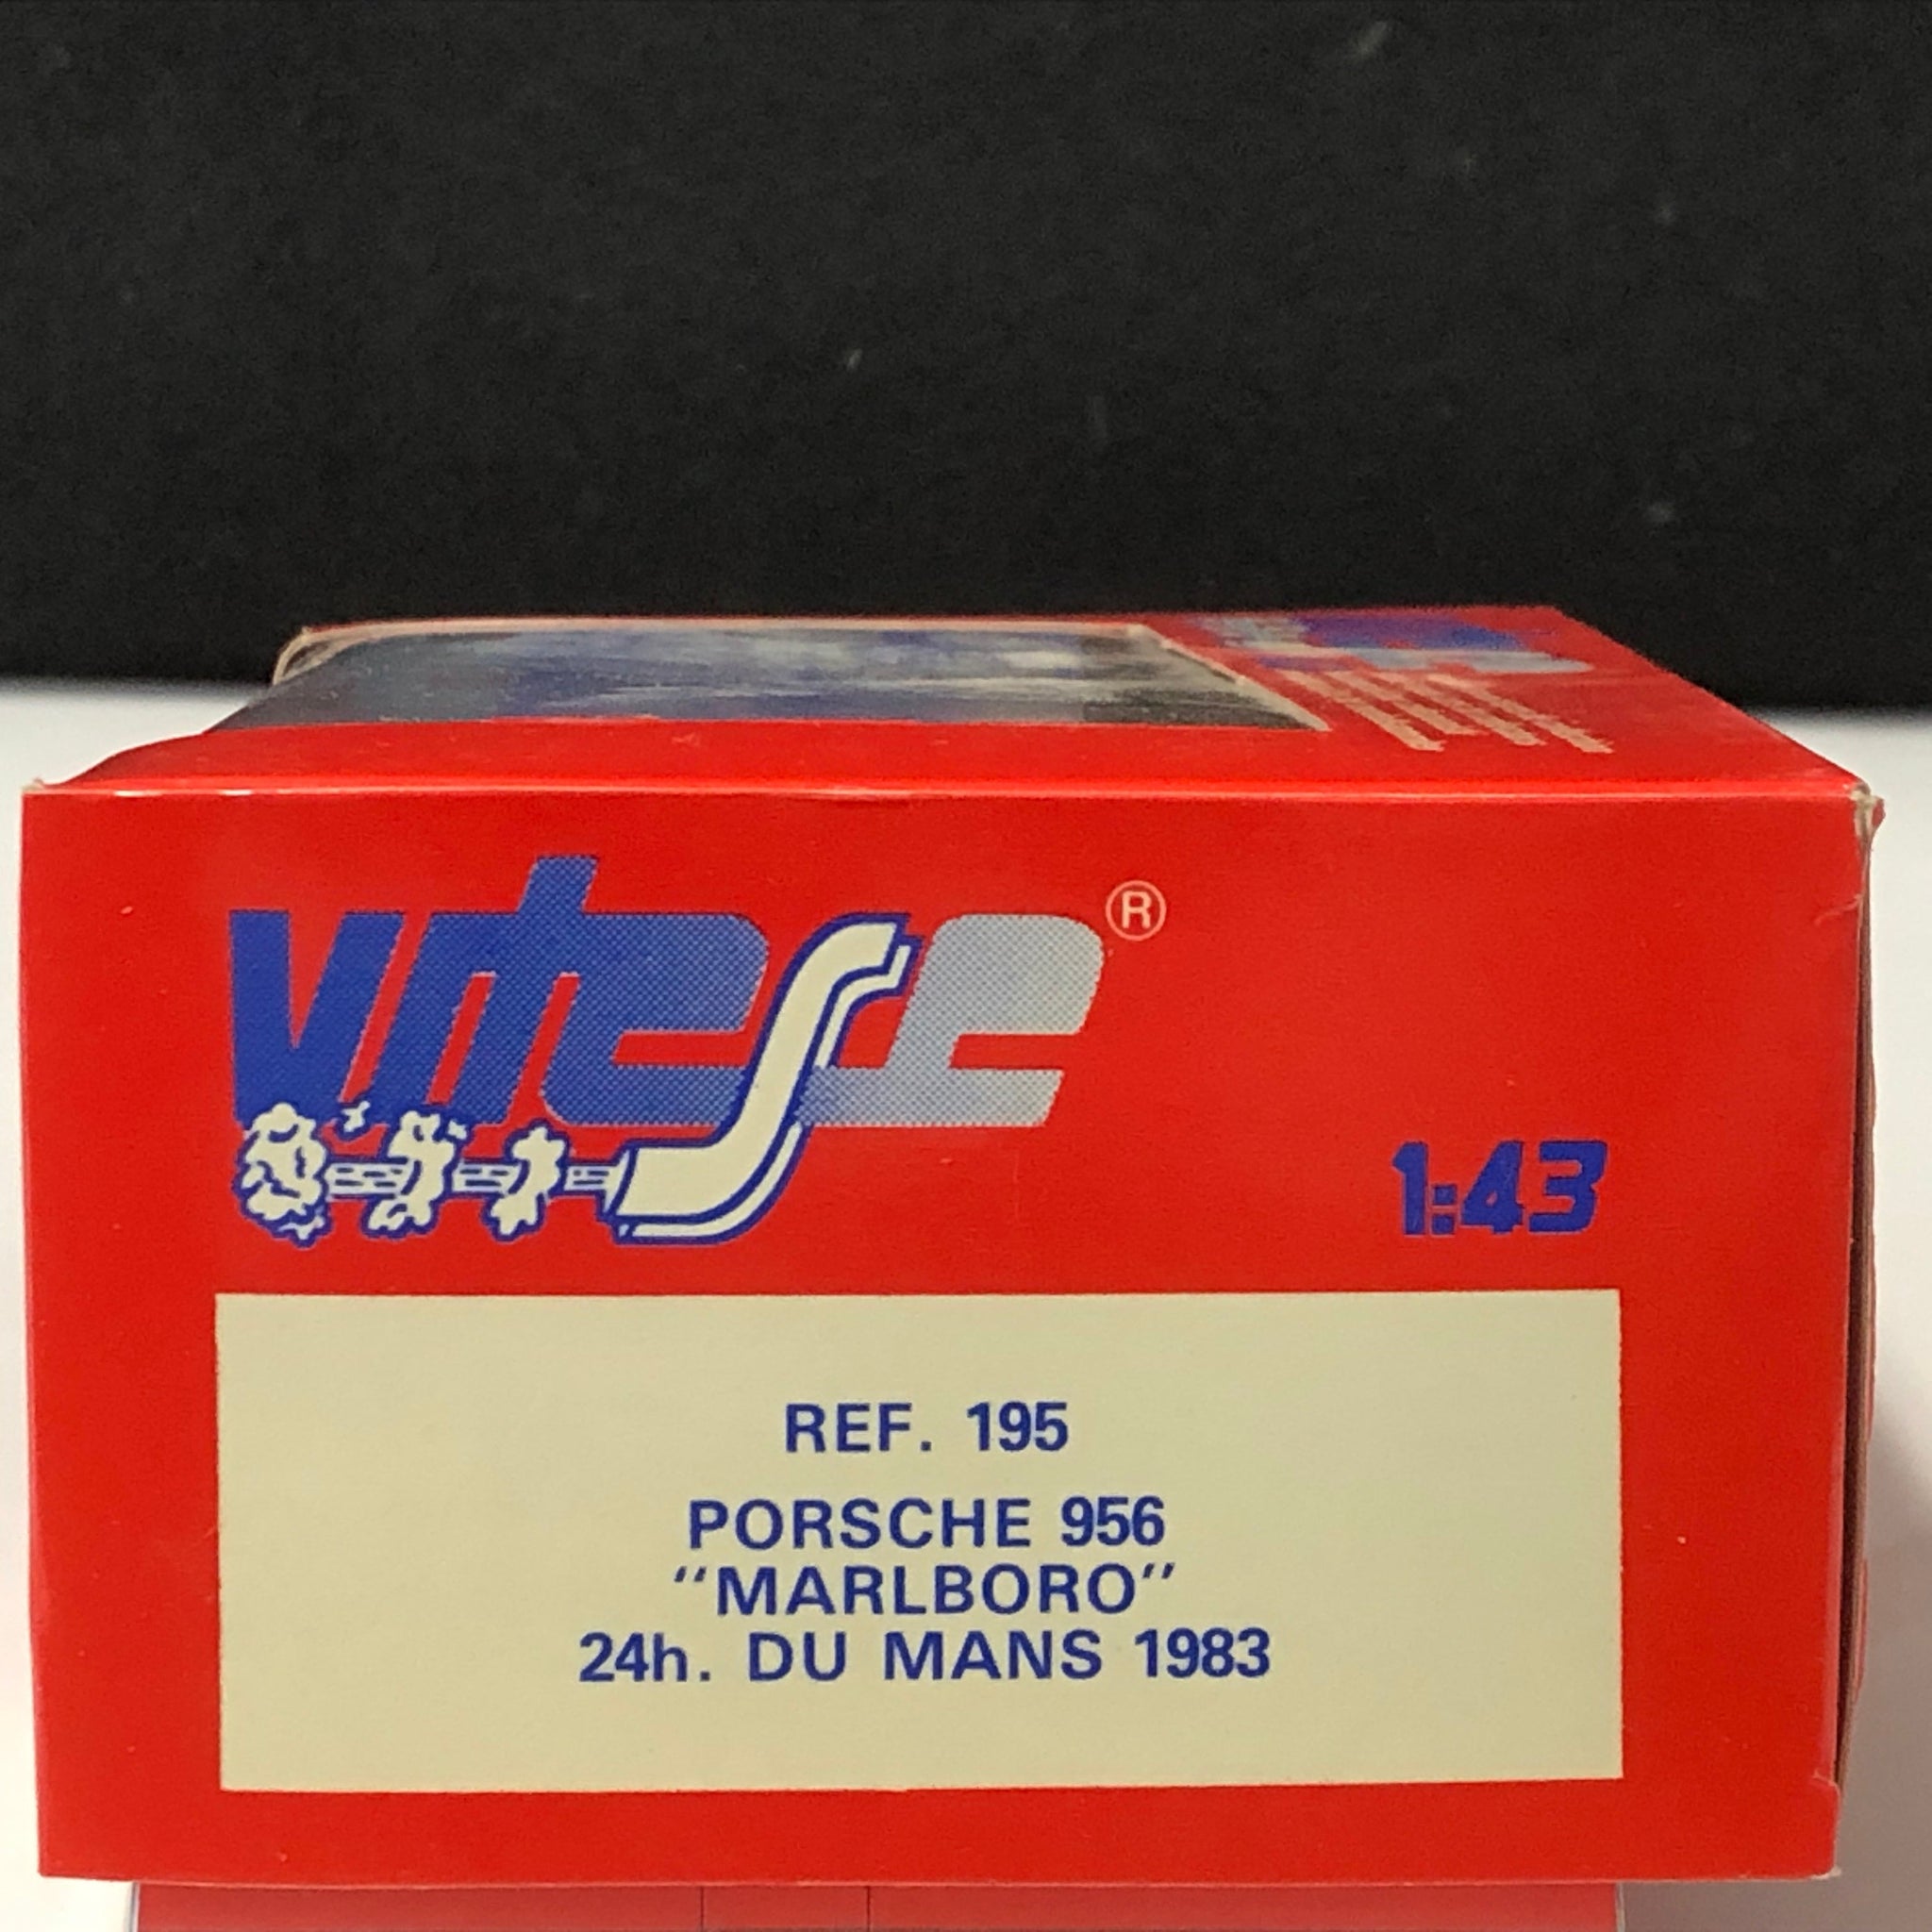 vitesse®
1:43
REF. 195
PORSCHE 956
“MARLBORO”
24h. DU MANS 1983